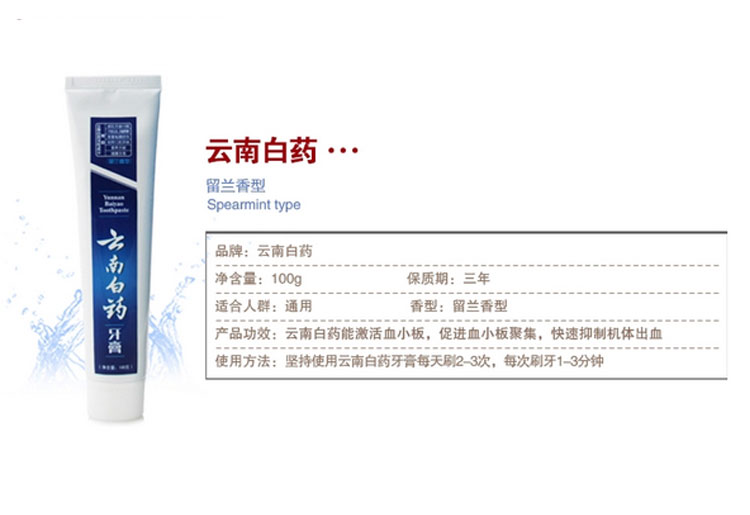 云南白药 •••
留兰香型
Spearmint type
品牌：云南白药
净含量：100g 保质期：三年
适合人群：通用 香型：留兰香型
产品功效：云南白药能激活血小板，促进血小板聚集，快速抑制机体出血
使用方法：坚持使用云南白药牙膏每天刷2–3次，每次刷牙1–3分钟
留兰香型
Yunnan
Baiyao
Toothpaste
云南白药
牙膏